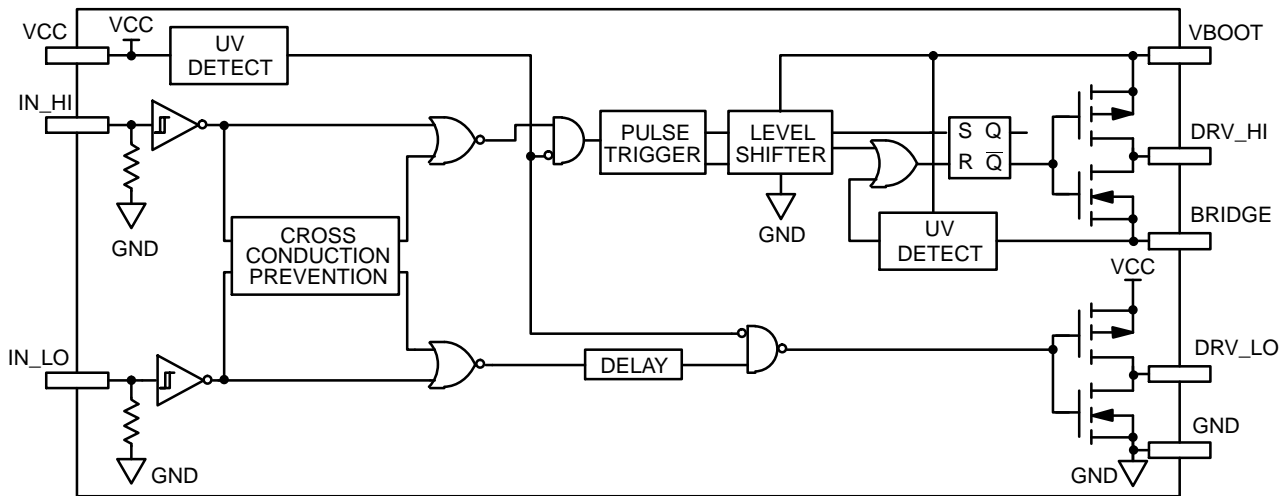 VCC
VCC
UV
DETECT
VBOOT
IN_HI
PULSE
TRIGGER
LEVEL
SHIFTER
S Q
R Q̅
DRV_HI
GND
GND
BRIDGE
CROSS
CONDUCTION
PREVENTION
UV
DETECT
VCC
IN_LO
DELAY
DRV_LO
GND
GND
GND